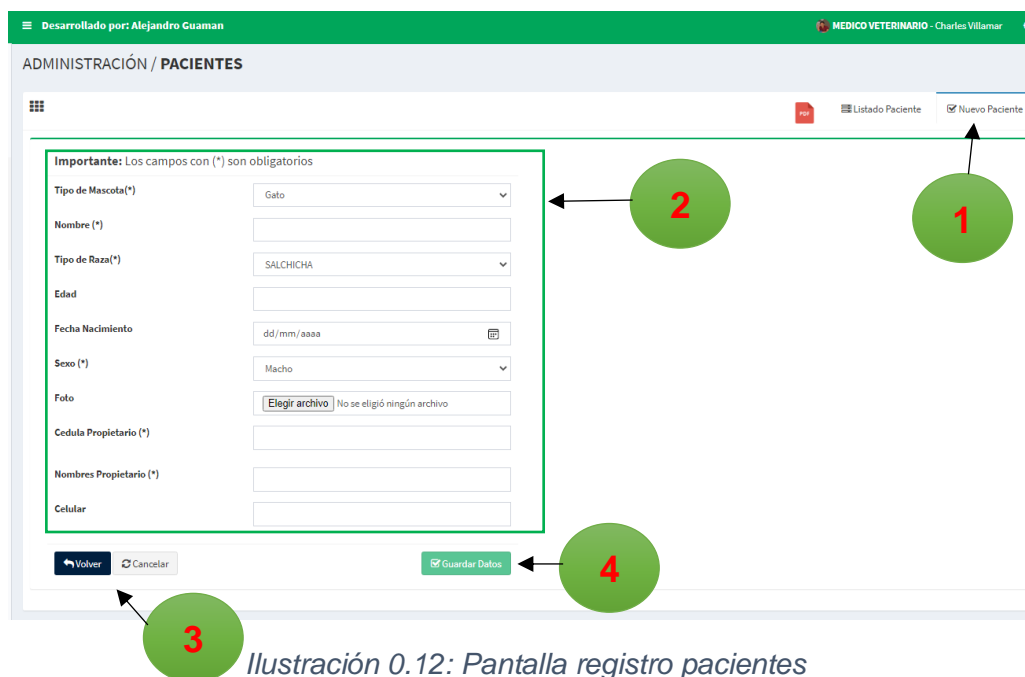 Desarrollado por: Alejandro Guaman
MEDICO VETERINARIO - Charles Villamar
ADMINISTRACIÓN / PACIENTES
PDF
Listado Paciente
Nuevo Paciente
Importante: Los campos con (*) son obligatorios
Tipo de Mascota(*)
Gato
Nombre (*)
Tipo de Raza(*)
SALCHICHA
Edad
Fecha Nacimiento
dd/mm/aaaa
Sexo (*)
Macho
Foto
Elegir archivo No se eligió ningún archivo
Cedula Propietario (*)
Nombres Propietario (*)
Celular
Volver
Cancelar
Guardar Datos
1
2
3
4
Ilustración 0.12: Pantalla registro pacientes